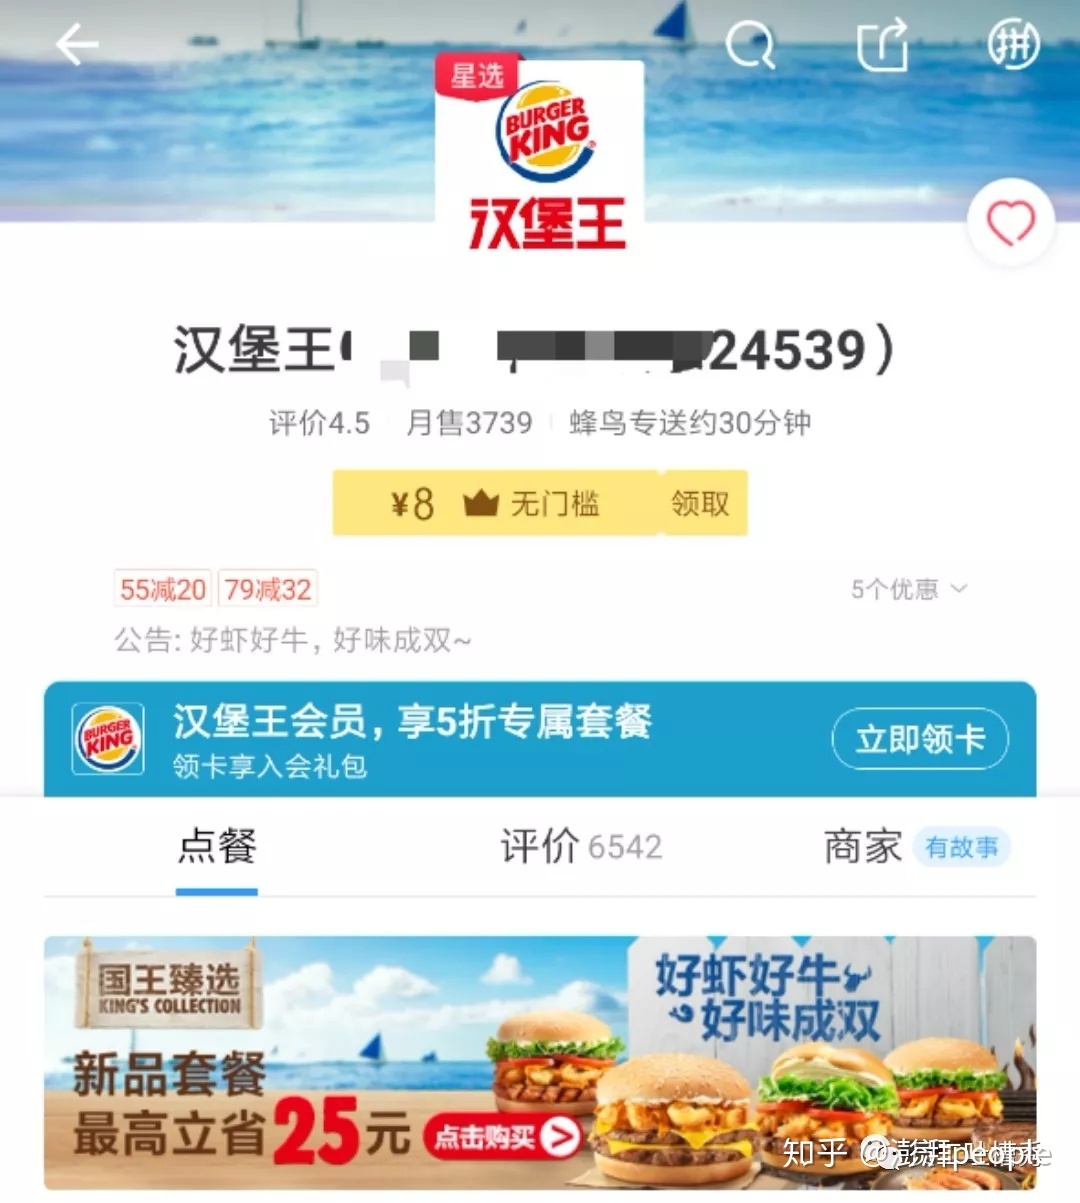 拼
星选
BURGER
KING
汉堡王
汉堡王(24539)
评价4.5 月售3739 蜂鸟专送约30分钟
¥8 无门槛 领取
55减20 79减32 5个优惠
公告: 好虾好牛，好味成双~
BURGER
KING
汉堡王会员，享5折专属套餐
领卡享入会礼包
立即领卡
点餐 评价 6542 商家 有故事
国王臻选
KING'S COLLECTION
好虾好牛
好味成双
新品套餐
最高立省25元
点击购买
知乎